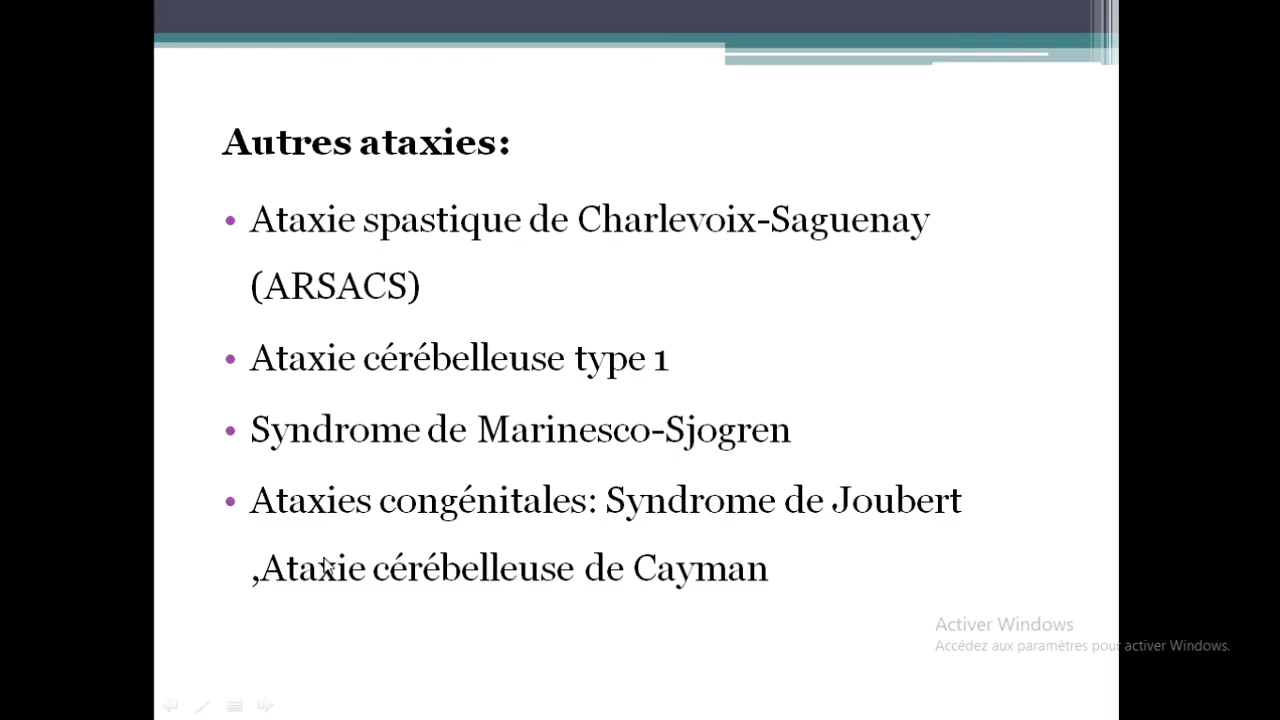 Autres ataxies:
• Ataxie spastique de Charlevoix-Saguenay
(ARSACS)
• Ataxie cérébelleuse type 1
• Syndrome de Marinesco-Sjogren
• Ataxies congénitales: Syndrome de Joubert
,Ataxie cérébelleuse de Cayman
Activer Windows
Accédez aux paramètres pour activer Windows.